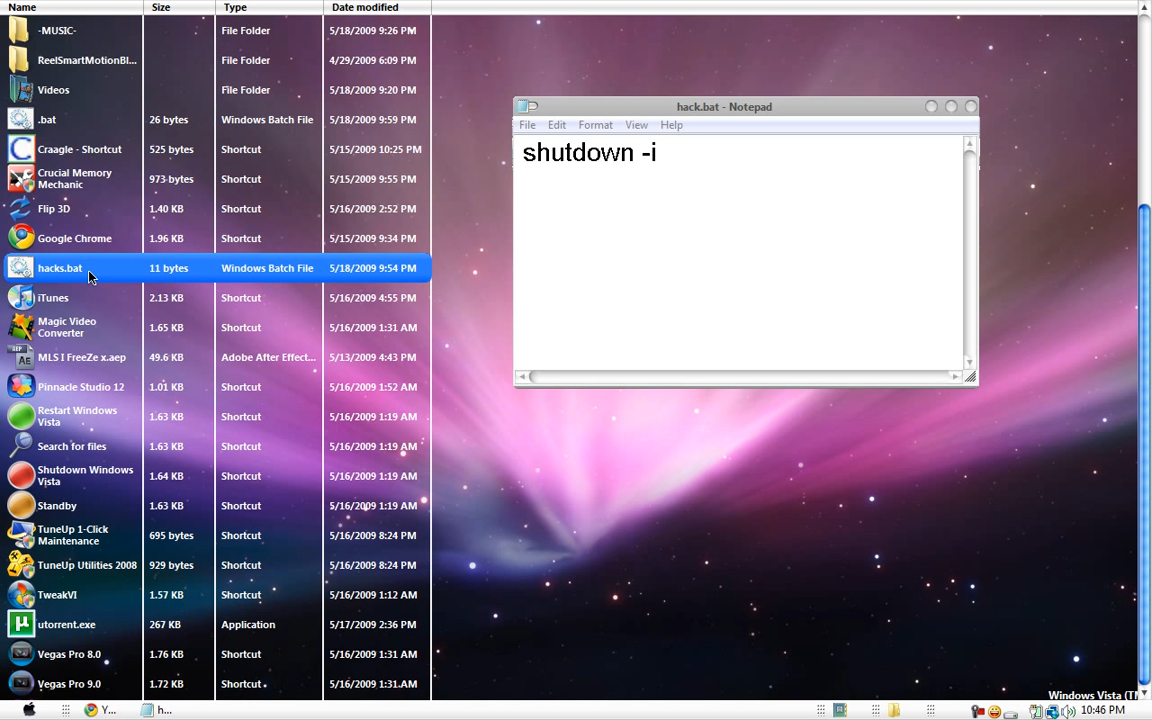 Name Size Type Date modified
-MUSIC- File Folder 5/18/2009 9:26 PM
ReelSmartMotionBl... File Folder 4/29/2009 6:09 PM
Videos File Folder 5/18/2009 9:20 PM
.bat 26 bytes Windows Batch File 5/18/2009 9:59 PM
Craagle - Shortcut 525 bytes Shortcut 5/15/2009 10:25 PM
Crucial Memory
Mechanic 973 bytes Shortcut 5/15/2009 9:55 PM
Flip 3D 1.40 KB Shortcut 5/16/2009 2:52 PM
Google Chrome 1.96 KB Shortcut 5/15/2009 9:34 PM
hacks.bat 11 bytes Windows Batch File 5/18/2009 9:54 PM
iTunes 2.13 KB Shortcut 5/16/2009 4:55 PM
Magic Video
Converter 1.65 KB Shortcut 5/16/2009 1:31 AM
MLS I FreeZe x.aep 49.6 KB Adobe After Effect... 5/13/2009 4:43 PM
Pinnacle Studio 12 1.01 KB Shortcut 5/16/2009 1:52 AM
Restart Windows
Vista 1.63 KB Shortcut 5/16/2009 1:19 AM
Search for files 1.63 KB Shortcut 5/16/2009 1:19 AM
Shutdown Windows
Vista 1.64 KB Shortcut 5/16/2009 1:19 AM
Standby 1.63 KB Shortcut 5/16/2009 1:19 AM
TuneUp 1-Click
Maintenance 695 bytes Shortcut 5/16/2009 8:24 PM
TuneUp Utilities 2008 929 bytes Shortcut 5/16/2009 8:24 PM
TweakVI 1.57 KB Shortcut 5/16/2009 1:12 AM
utorrent.exe 267 KB Application 5/17/2009 2:36 PM
Vegas Pro 8.0 1.76 KB Shortcut 5/16/2009 1:31 AM
Vegas Pro 9.0 1.72 KB Shortcut 5/16/2009 1:31 AM
hack.bat - Notepad
File Edit Format View Help
shutdown -i
Windows Vista (TM
Y... h... 10:46 PM